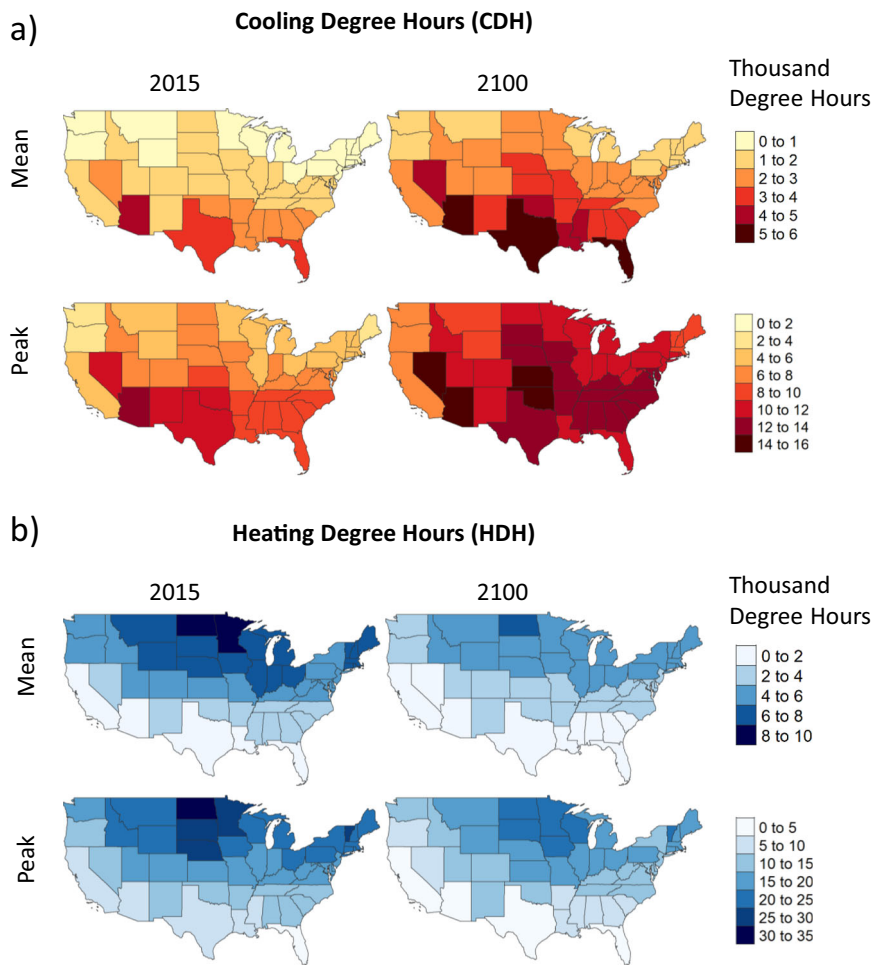 a)
Cooling Degree Hours (CDH)
2015
2100
Thousand
Degree Hours
Mean
0 to 1
1 to 2
2 to 3
3 to 4
4 to 5
5 to 6
Peak
0 to 2
2 to 4
4 to 6
6 to 8
8 to 10
10 to 12
12 to 14
14 to 16
b)
Heating Degree Hours (HDH)
2015
2100
Thousand
Degree Hours
Mean
0 to 2
2 to 4
4 to 6
6 to 8
8 to 10
Peak
0 to 5
5 to 10
10 to 15
15 to 20
20 to 25
25 to 30
30 to 35